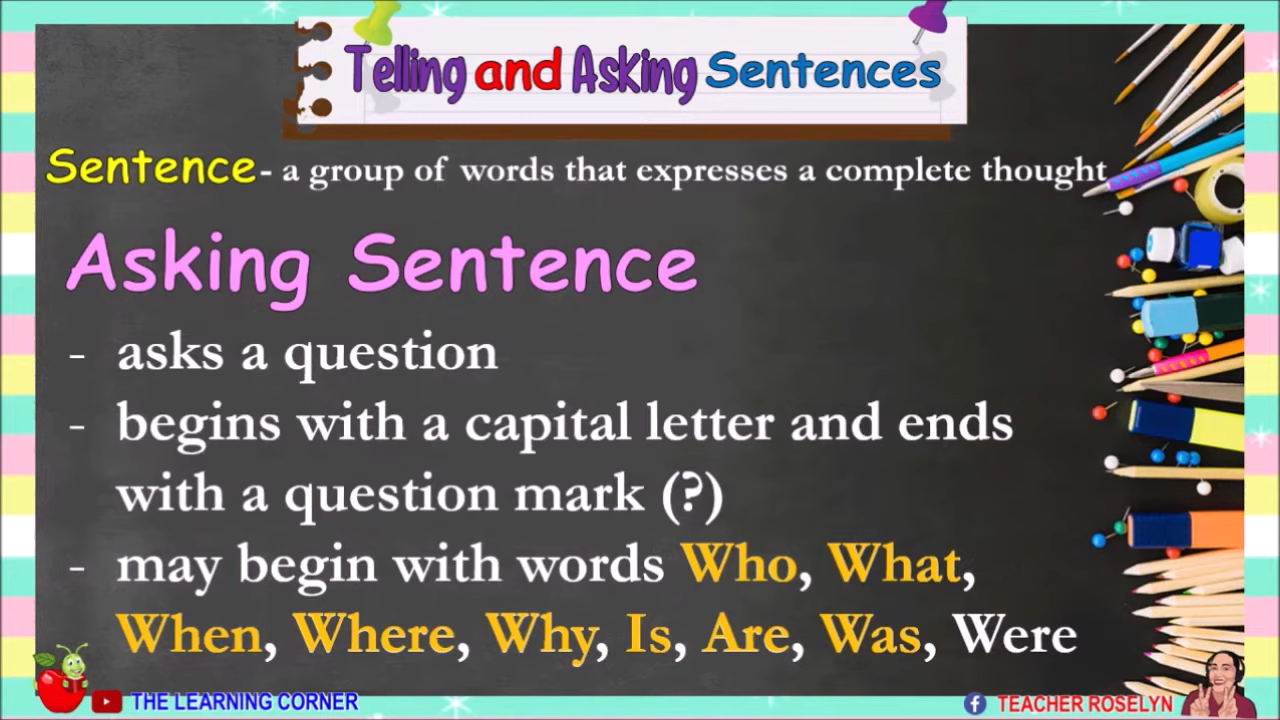 Telling and Asking Sentences
Sentence - a group of words that expresses a complete thought
Asking Sentence
- asks a question
- begins with a capital letter and ends
with a question mark (?)
- may begin with words Who, What,
When, Where, Why, Is, Are, Was, Were
THE LEARNING CORNER
TEACHER ROSELYN